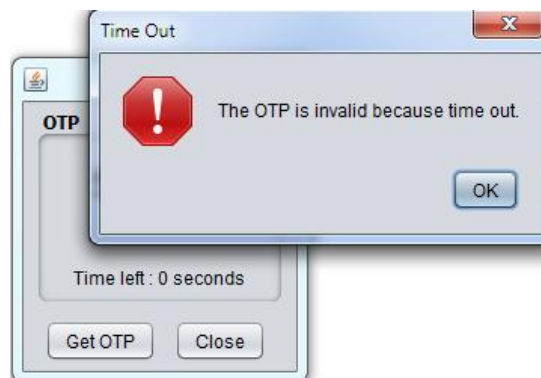 Time Out
The OTP is invalid because time out.
OK
OTP
Time left : 0 seconds
Get OTP
Close